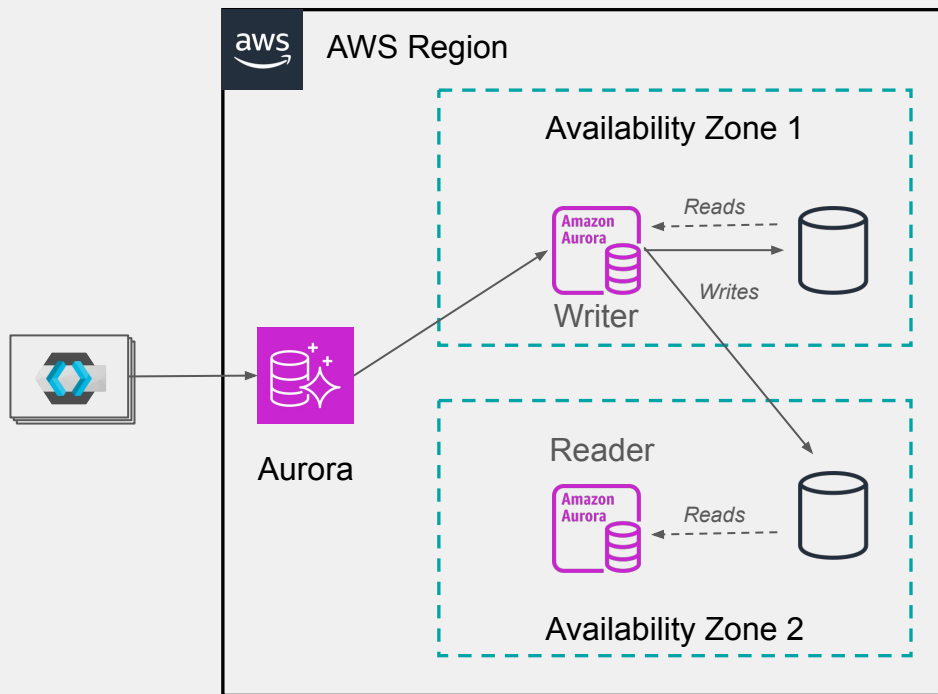 aws
AWS Region
Availability Zone 1
Amazon
Aurora
Reads
Writes
Writer
Aurora
Reader
Amazon
Aurora
Reads
Availability Zone 2